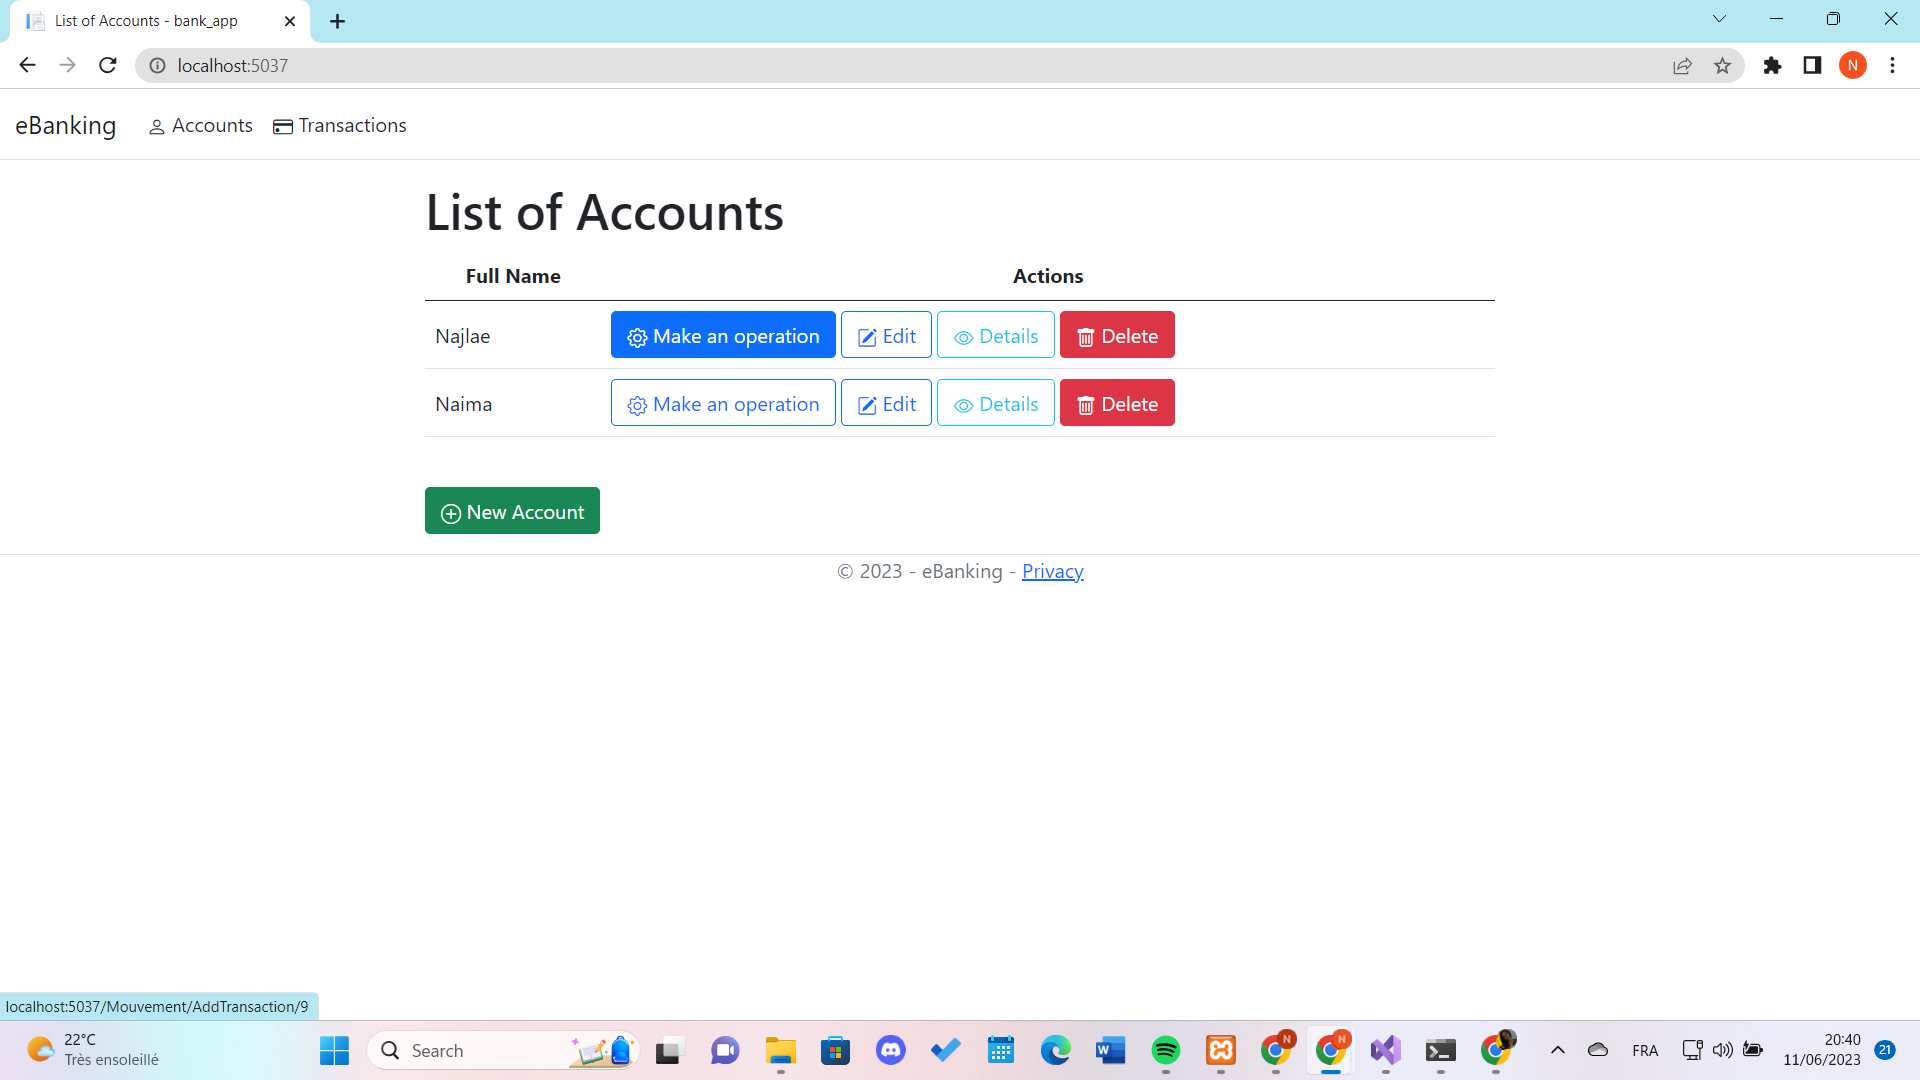 List of Accounts - bank_app
localhost:5037
N
eBanking Accounts Transactions
List of Accounts
Full Name Actions
Najlae Make an operation Edit Details Delete
Naima Make an operation Edit Details Delete
New Account
© 2023 - eBanking - Privacy
localhost:5037/Mouvement/AddTransaction/9
22°C
Très ensoleillé
Search
W
N
N
FRA
20:40
11/06/2023
21